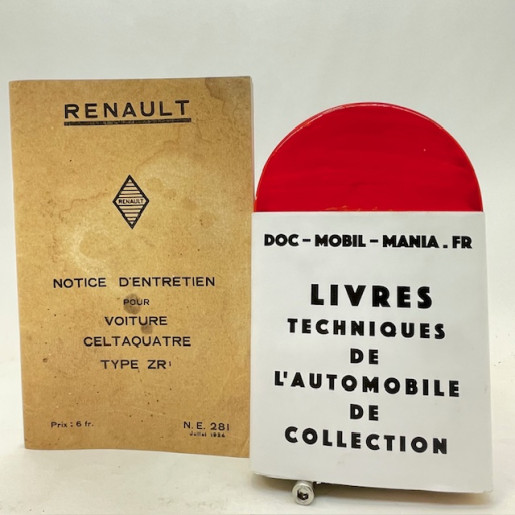 RENAULT
RENAULT
NOTICE D'ENTRETIEN
POUR
VOITURE
CELTAQUATRE
TYPE ZR¹
Prix : 6 fr.
N. E. 281
Juillet 1934
DOC-MOBIL-MANIA.FR
LIVRES
TECHNIQUES
DE
L'AUTOMOBILE
DE
COLLECTION